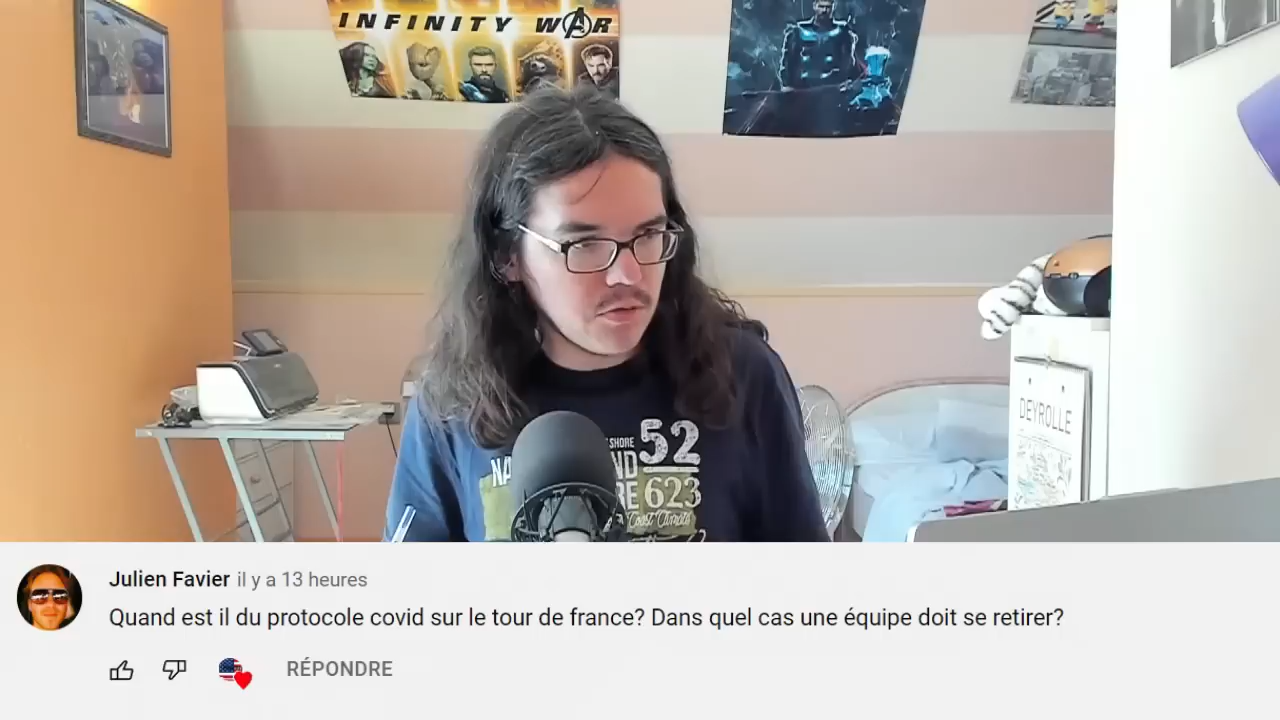 INFINITY WAR
52
623
DEYROLLE
Julien Favier il y a 13 heures
Quand est il du protocole covid sur le tour de france? Dans quel cas une équipe doit se retirer?
RÉPONDRE